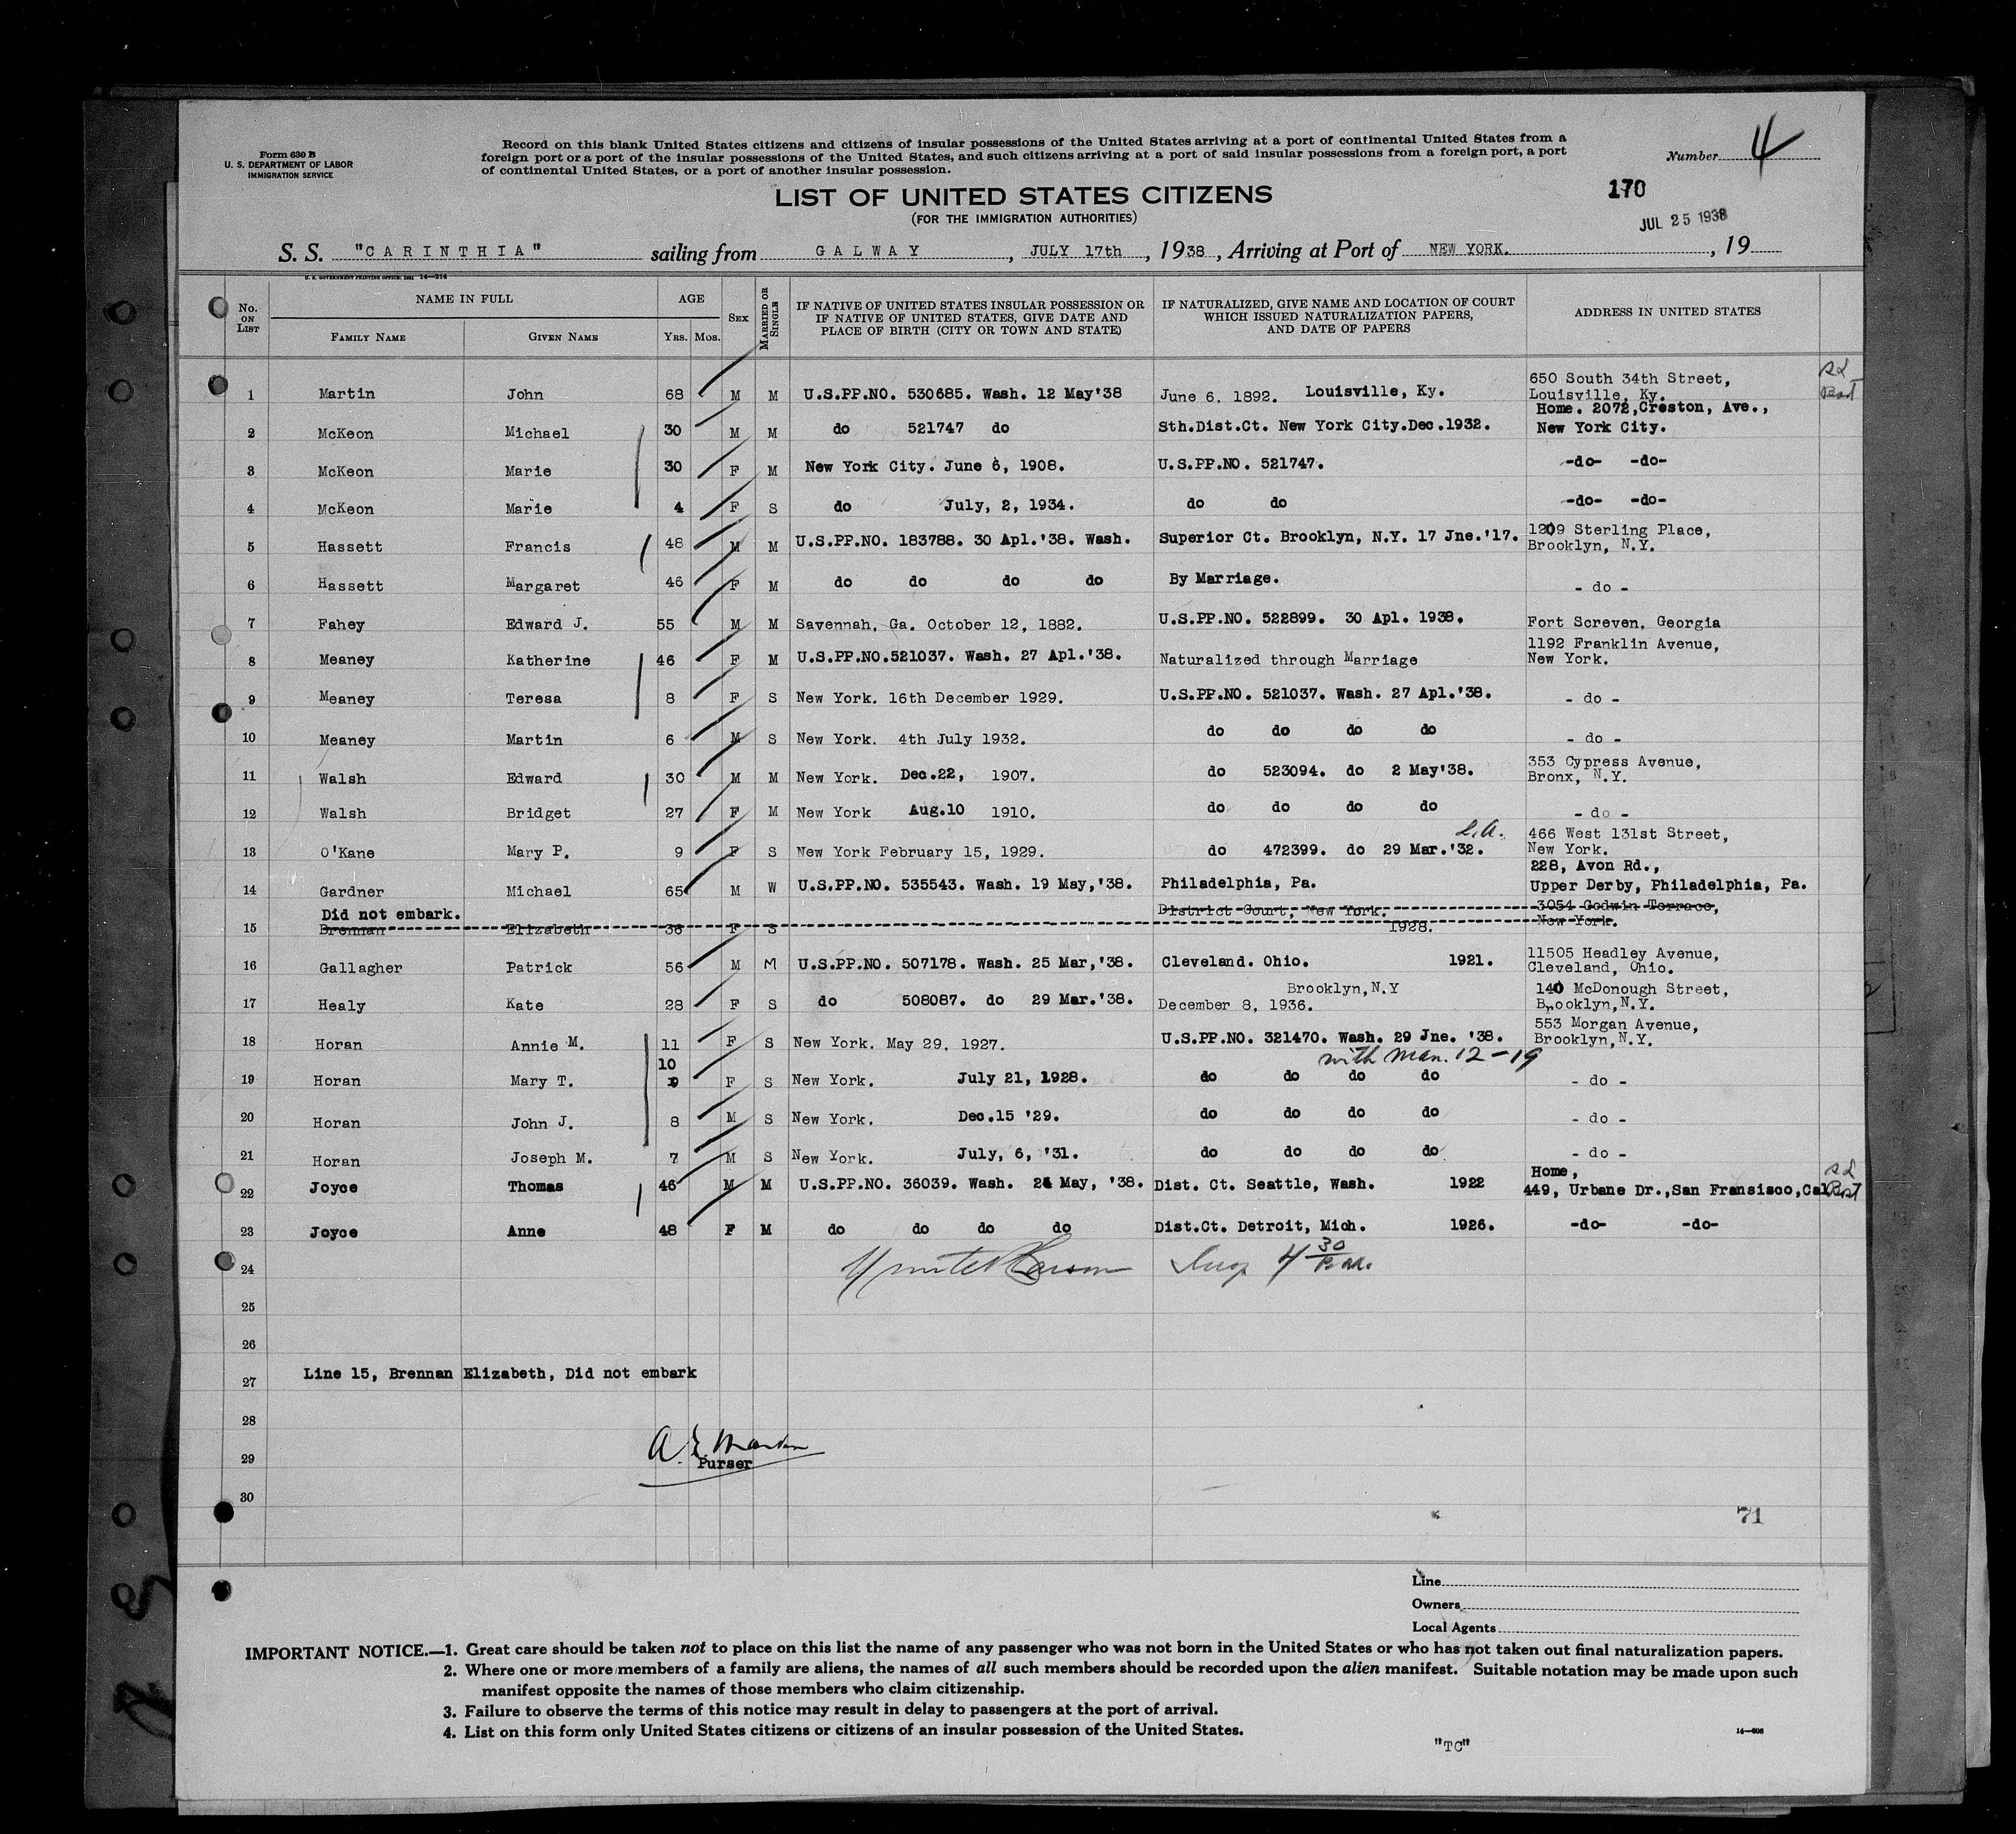 Form 630 B
U. S. DEPARTMENT OF LABOR
IMMIGRATION SERVICE
Record on this blank United States citizens and citizens of insular possessions of the United States arriving at a port of continental United States from a
foreign port or a port of the insular possessions of the United States, and such citizens arriving at a port of said insular possessions from a foreign port, a port
of continental United States, or a port of another insular possession.
Number 4
LIST OF UNITED STATES CITIZENS
(FOR THE IMMIGRATION AUTHORITIES)
170
JUL 25 1938
S. S. "CARINTHIA" sailing from GALWAY, JULY 17th, 1938, Arriving at Port of NEW YORK., 19
U. S. GOVERNMENT PRINTING OFFICE: 1931 14—214
No. ON LIST
NAME IN FULL
FAMILY NAME
GIVEN NAME
AGE
YRS. MOS.
SEX
MARRIED OR SINGLE
IF NATIVE OF UNITED STATES INSULAR POSSESSION OR
IF NATIVE OF UNITED STATES, GIVE DATE AND
PLACE OF BIRTH (CITY OR TOWN AND STATE)
IF NATURALIZED, GIVE NAME AND LOCATION OF COURT
WHICH ISSUED NATURALIZATION PAPERS,
AND DATE OF PAPERS
ADDRESS IN UNITED STATES
1 Martin John 68 M M U.S.PP.NO. 530685. Wash. 12 May'38 June 6, 1892. Louisville, Ky. 650 South 34th Street,
Louisville, Ky.
2 McKeon Michael 30 M M do 521747 do Sth.Dist.Ct. New York City.Dec.1932. Home. 2072,Creston, Ave.,
New York City.
3 McKeon Marie 30 F M New York City. June 6, 1908. U.S.PP.NO. 521747. -do- -do-
4 McKeon Marie 4 F S do July, 2, 1934. do do -do- -do-
5 Hassett Francis 48 M M U.S.PP.NO. 183788. 30 Apl.'38. Wash. Superior Ct. Brooklyn, N.Y. 17 Jne.'17. 1209 Sterling Place,
Brooklyn, N.Y.
6 Hassett Margaret 46 F M do do do do By Marriage. - do -
7 Fahey Edward J. 55 M M Savennah, Ga. October 12, 1882. U.S.PP.NO. 522899. 30 Apl. 1938. Fort Screven, Georgia
8 Meaney Katherine 46 F M U.S.PP.NO.521037. Wash. 27 Apl.'38. Naturalized through Marriage 1192 Franklin Avenue,
New York.
9 Meaney Teresa 8 F S New York. 16th December 1929. U.S.PP.NO. 521037. Wash. 27 Apl.'38. - do -
10 Meaney Martin 6 M S New York. 4th July 1932. do do do do - do -
11 Walsh Edward 30 M M New York. Dec.22, 1907. do 523094. do 2 May'38. 353 Cypress Avenue,
Bronx, N.Y.
12 Walsh Bridget 27 F M New York Aug.10 1910. do do do do - do -
13 O'Kane Mary P. 9 F S New York February 15, 1929. do 472399. do 29 Mar.'32. 466 West 131st Street,
New York.
14 Gardner Michael 65 M W U.S.PP.NO. 535543. Wash. 19 May,'38. Philadelphia, Pa. 228, Avon Rd.,
Upper Derby, Philadelphia, Pa.
Did not embark.
15 Brennan Elizabeth 36 F S District Court, New York. 1928. 3054 Godwin Terrace,
New York.
16 Gallagher Patrick 56 M M U.S.PP.NO. 507178. Wash. 25 Mar,'38. Cleveland. Ohio. 1921. 11505 Headley Avenue,
Cleveland, Ohio.
17 Healy Kate 28 F S do 508087. do 29 Mar.'38. Brooklyn,N.Y
December 8, 1936. 140 McDonough Street,
Brooklyn,N.Y.
18 Horan Annie M. 11 F S New York. May 29, 1927. U.S.PP.NO. 321470. Wash. 29 Jne. '38. 553 Morgan Avenue,
Brooklyn,N.Y.
with Man. 12-19
19 Horan Mary T. 10 9 F S New York. July 21, 1928. do do do do - do -
20 Horan John J. 8 M S New York. Dec.15 '29. do do do do - do -
21 Horan Joseph M. 7 M S New York. July, 6, '31. do do do do - do -
22 Joyce Thomas 46 M M U.S.PP.NO. 36039. Wash. 24 May, '38. Dist. Ct. Seattle, Wash. 1922 Home,
449, Urbane Dr.,San Fransisco,Cal.
23 Joyce Anne 48 F M do do do do Dist.Ct. Detroit, Mich. 1926. -do- -do-
24
25
26
27 Line 15, Brennan Elizabeth, Did not embark
28
29 Purser
30
71
Line
Owners
Local Agents
IMPORTANT NOTICE.—1. Great care should be taken not to place on this list the name of any passenger who was not born in the United States or who has not taken out final naturalization papers.
2. Where one or more members of a family are aliens, the names of all such members should be recorded upon the alien manifest. Suitable notation may be made upon such
manifest opposite the names of those members who claim citizenship.
3. Failure to observe the terms of this notice may result in delay to passengers at the port of arrival.
4. List on this form only United States citizens or citizens of an insular possession of the United States.
14—608
"TC"